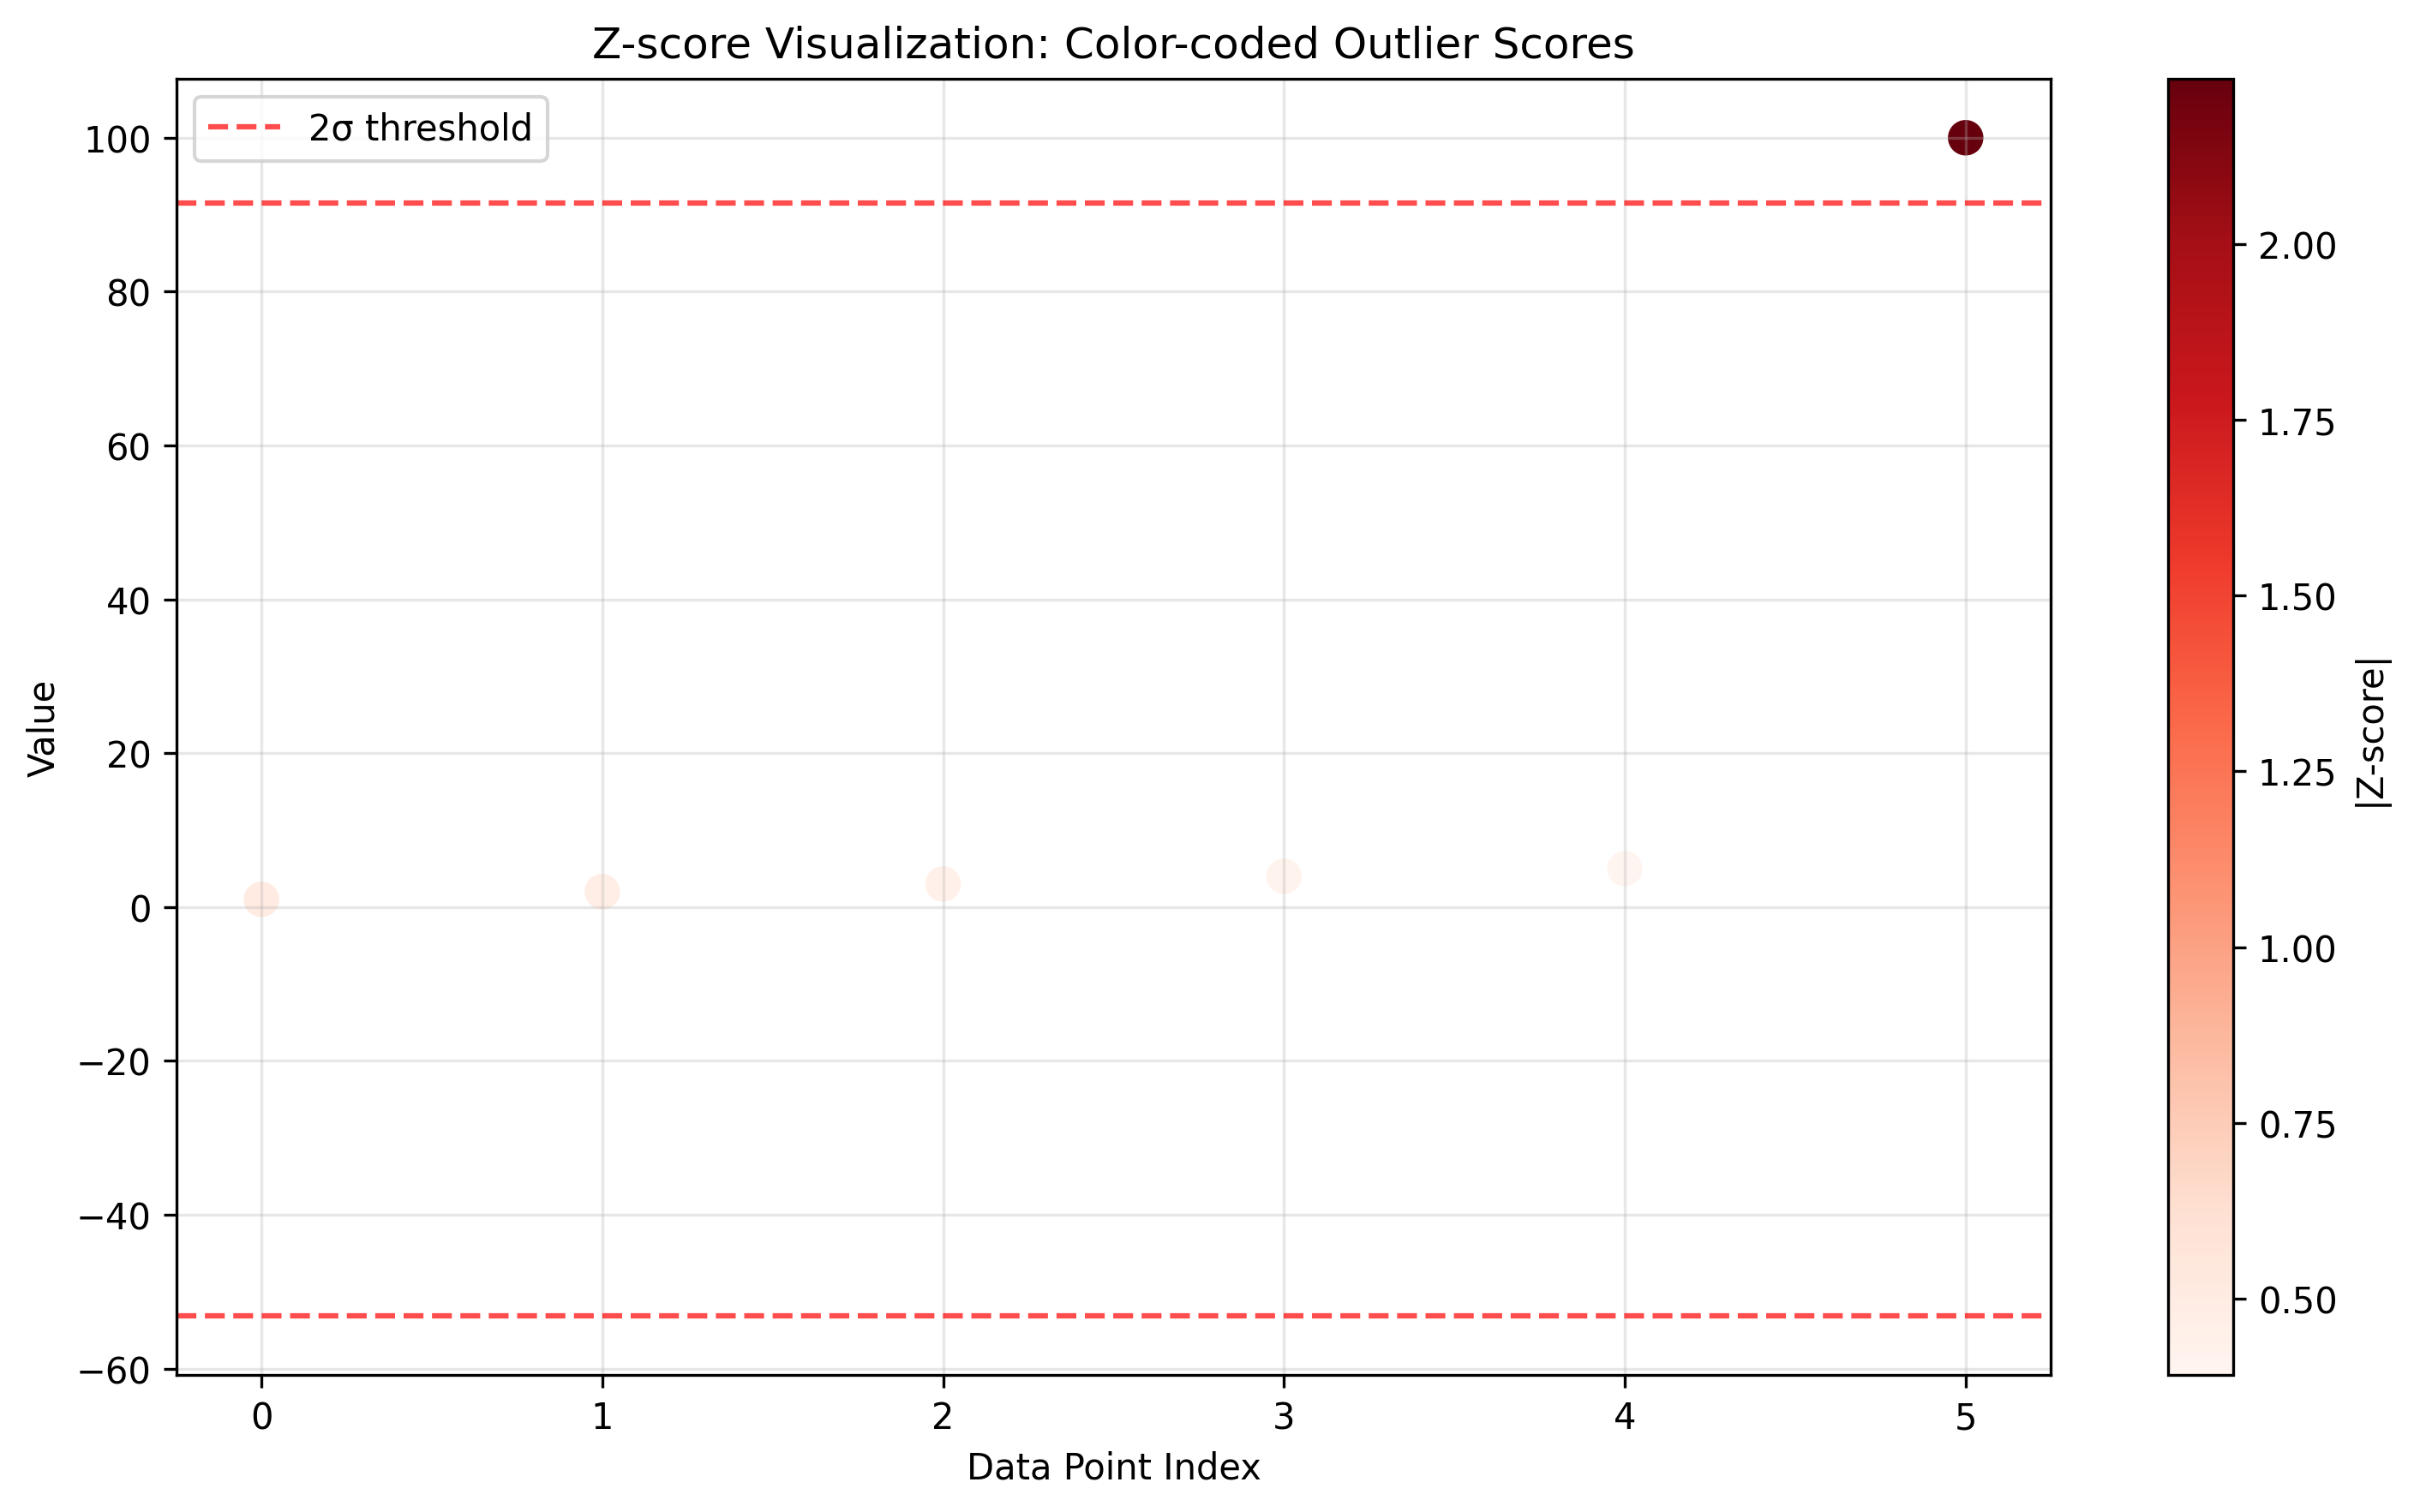 Z-score Visualization: Color-coded Outlier Scores
2σ threshold
100
80
60
40
20
0
−20
−40
−60
Value
0 1 2 3 4 5
Data Point Index
2.00
1.75
1.50
1.25
1.00
0.75
0.50
|Z-score|